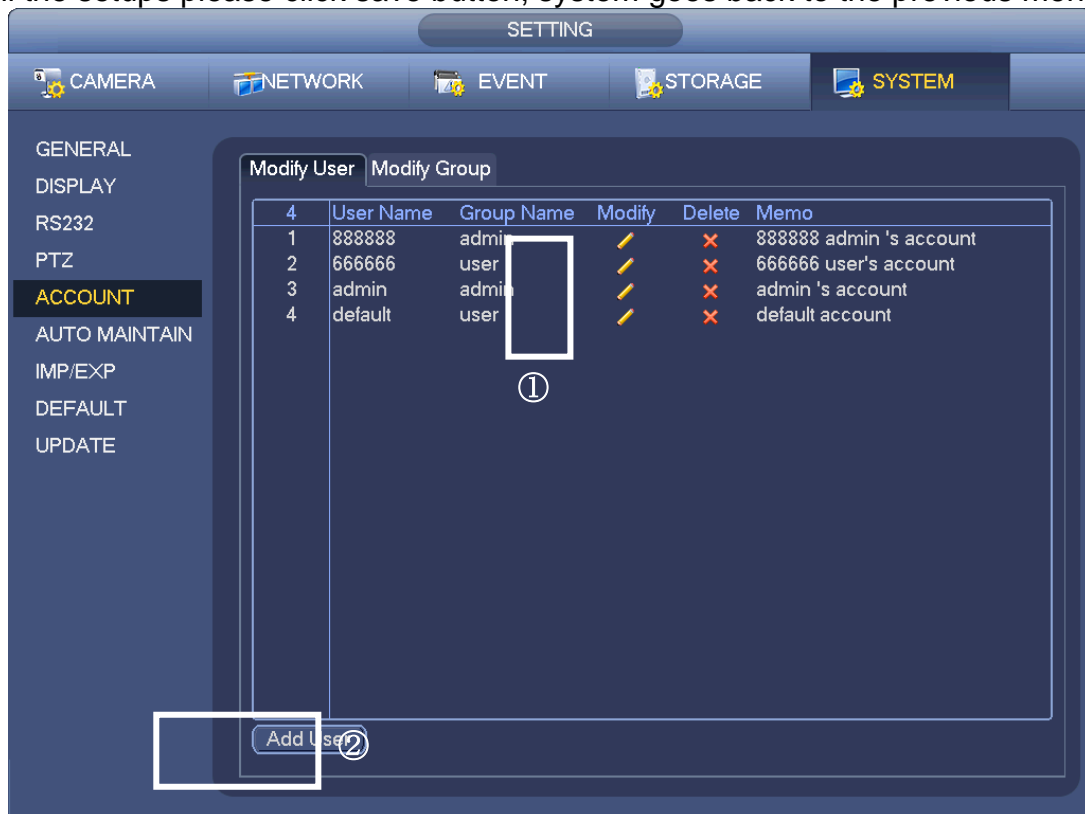 SETTING
CAMERA NETWORK EVENT STORAGE SYSTEM
GENERAL
DISPLAY
RS232
PTZ
ACCOUNT
AUTO MAINTAIN
IMP/EXP
DEFAULT
UPDATE
Modify User Modify Group
4 User Name Group Name Modify Delete Memo
1 888888 admin 888888 admin 's account
2 666666 user 666666 user's account
3 admin admin admin 's account
4 default user default account
①
Add User ②